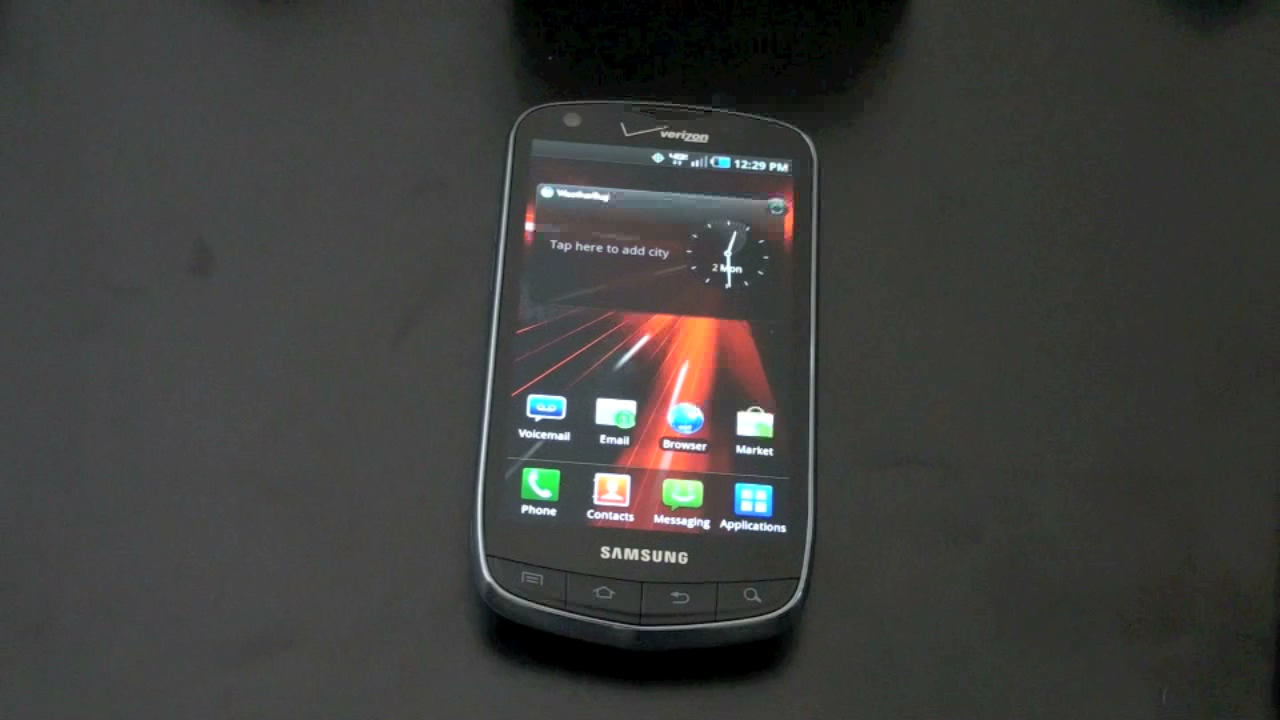 verizon
12:29 PM
WeatherBug
Tap here to add city
2 Mon
Voicemail Email Browser Market
Phone Contacts Messaging Applications
SAMSUNG